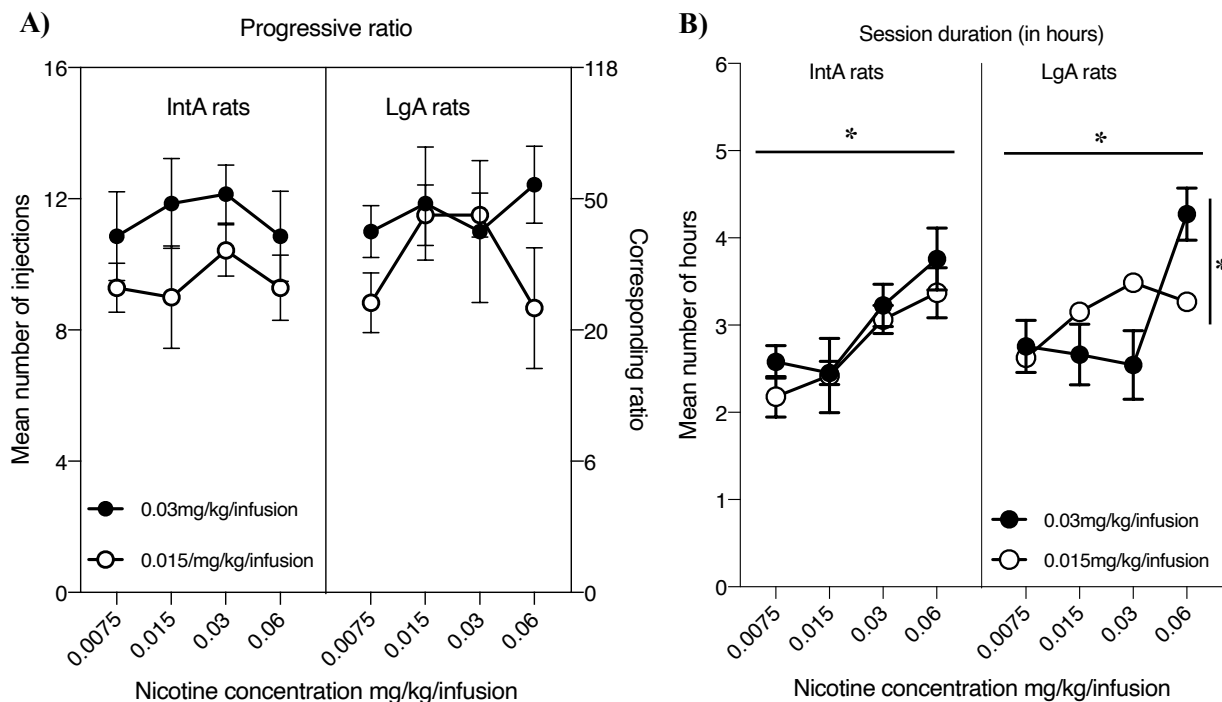 A)
Progressive ratio
16
118
IntA rats
LgA rats
12
50
8
20
4
6
0
0
Mean number of injections
Corresponding ratio
0.03mg/kg/infusion
0.015/mg/kg/infusion
0.0075 0.015 0.03 0.06 0.0075 0.015 0.03 0.06
Nicotine concentration mg/kg/infusion
B)
Session duration (in hours)
6
IntA rats
LgA rats
*
*
5
4
*
3
2
1
0
Mean number of hours
0.03mg/kg/infusion
0.015mg/kg/infusion
0.0075 0.015 0.03 0.06 0.0075 0.015 0.03 0.06
Nicotine concentration mg/kg/infusion